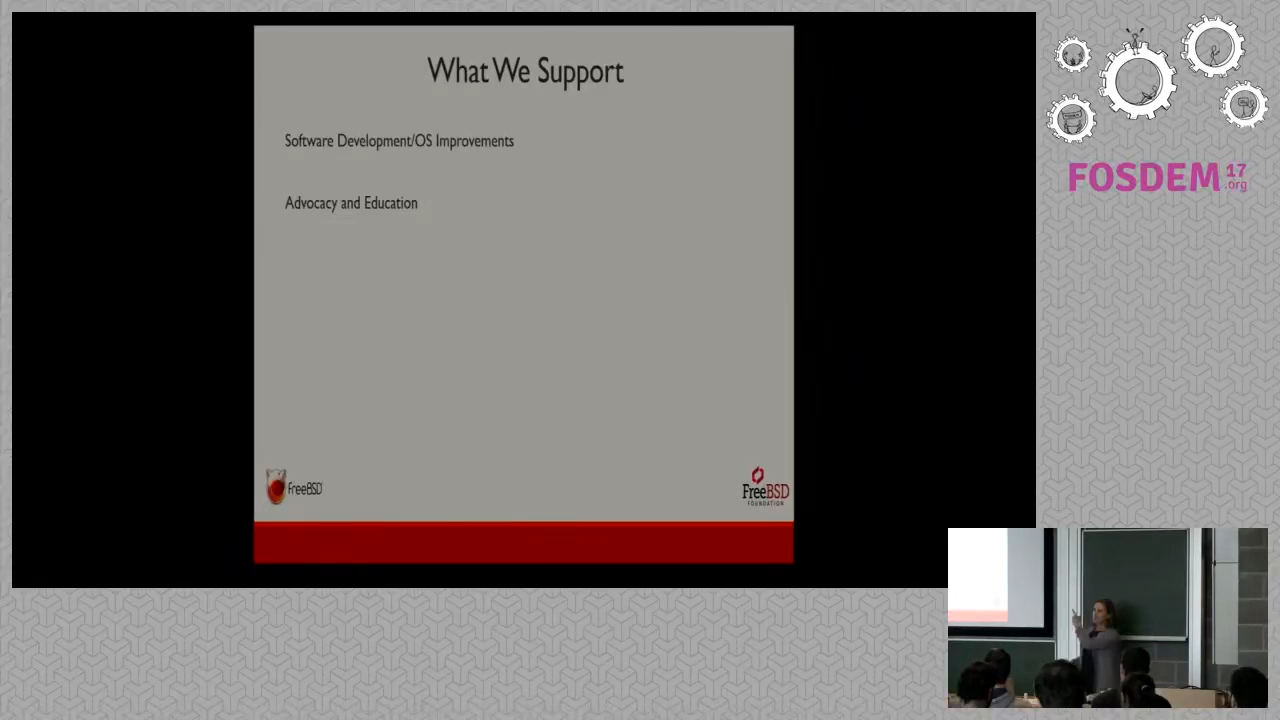 What We Support
Software Development/OS Improvements
Advocacy and Education
FreeBSD
FreeBSD
FOUNDATION
FOSDEM 17
.org